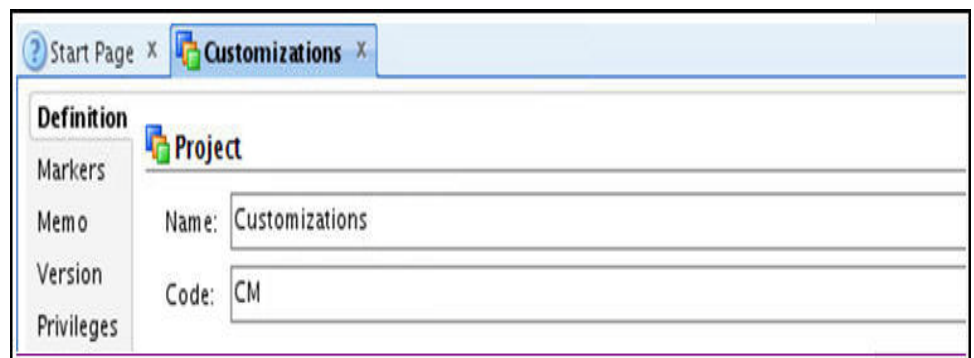 ? Start Page X Customizations X
Definition
Project
Markers
Memo
Name: Customizations
Version
Code: CM
Privileges